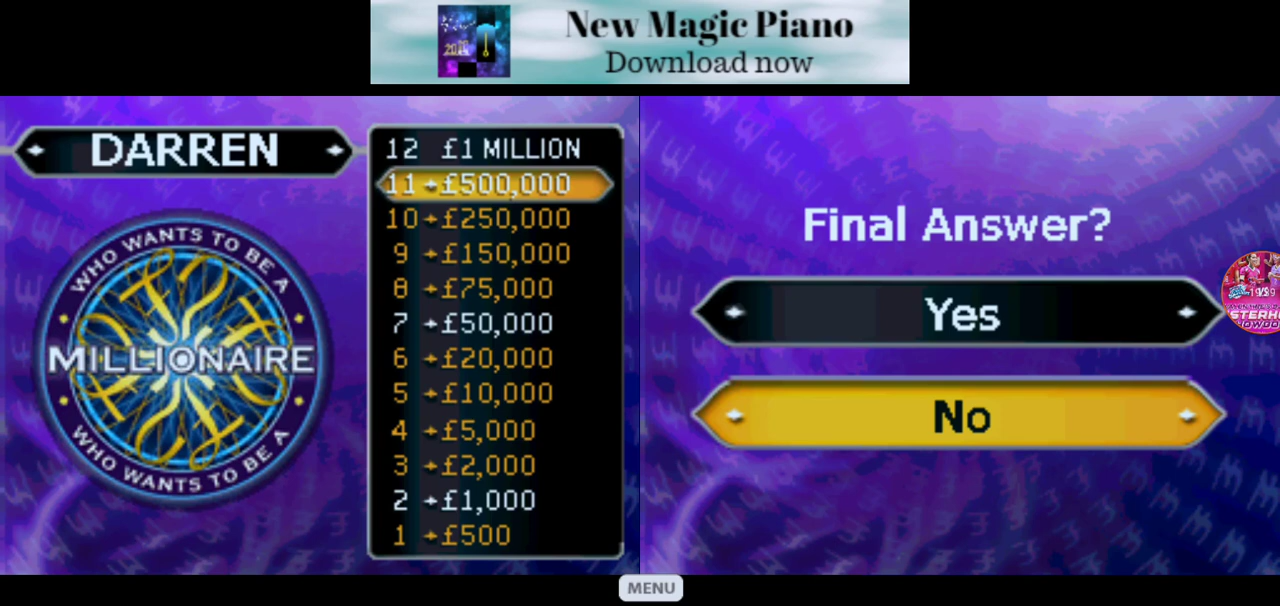 New Magic Piano
Download now
DARREN
WHO WANTS TO BE A
MILLIONAIRE
WHO WANTS TO BE A
12 £1 MILLION
11 £500,000
10 £250,000
9 £150,000
8 £75,000
7 £50,000
6 £20,000
5 £10,000
4 £5,000
3 £2,000
2 £1,000
1 £500
Final Answer?
Yes
No
MENU